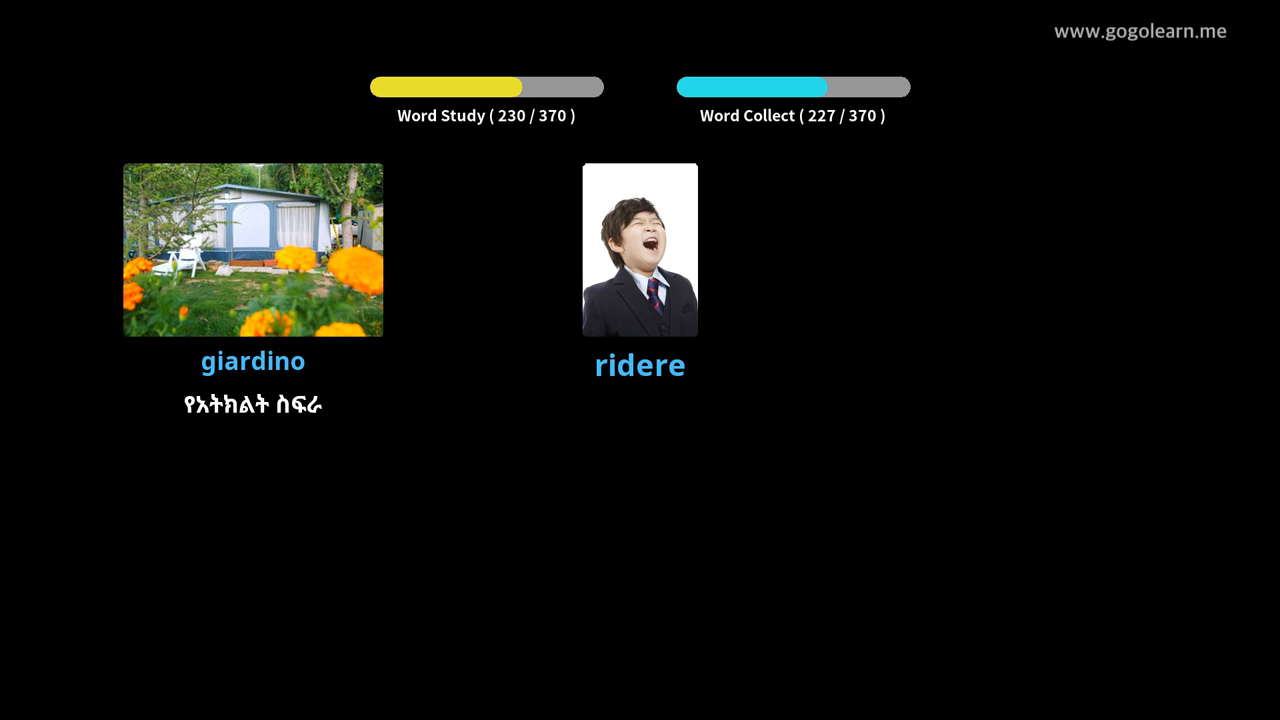 www.gogolearn.me
Word Study ( 230 / 370 )
Word Collect ( 227 / 370 )
giardino
የአትክልት ስፍራ
ridere